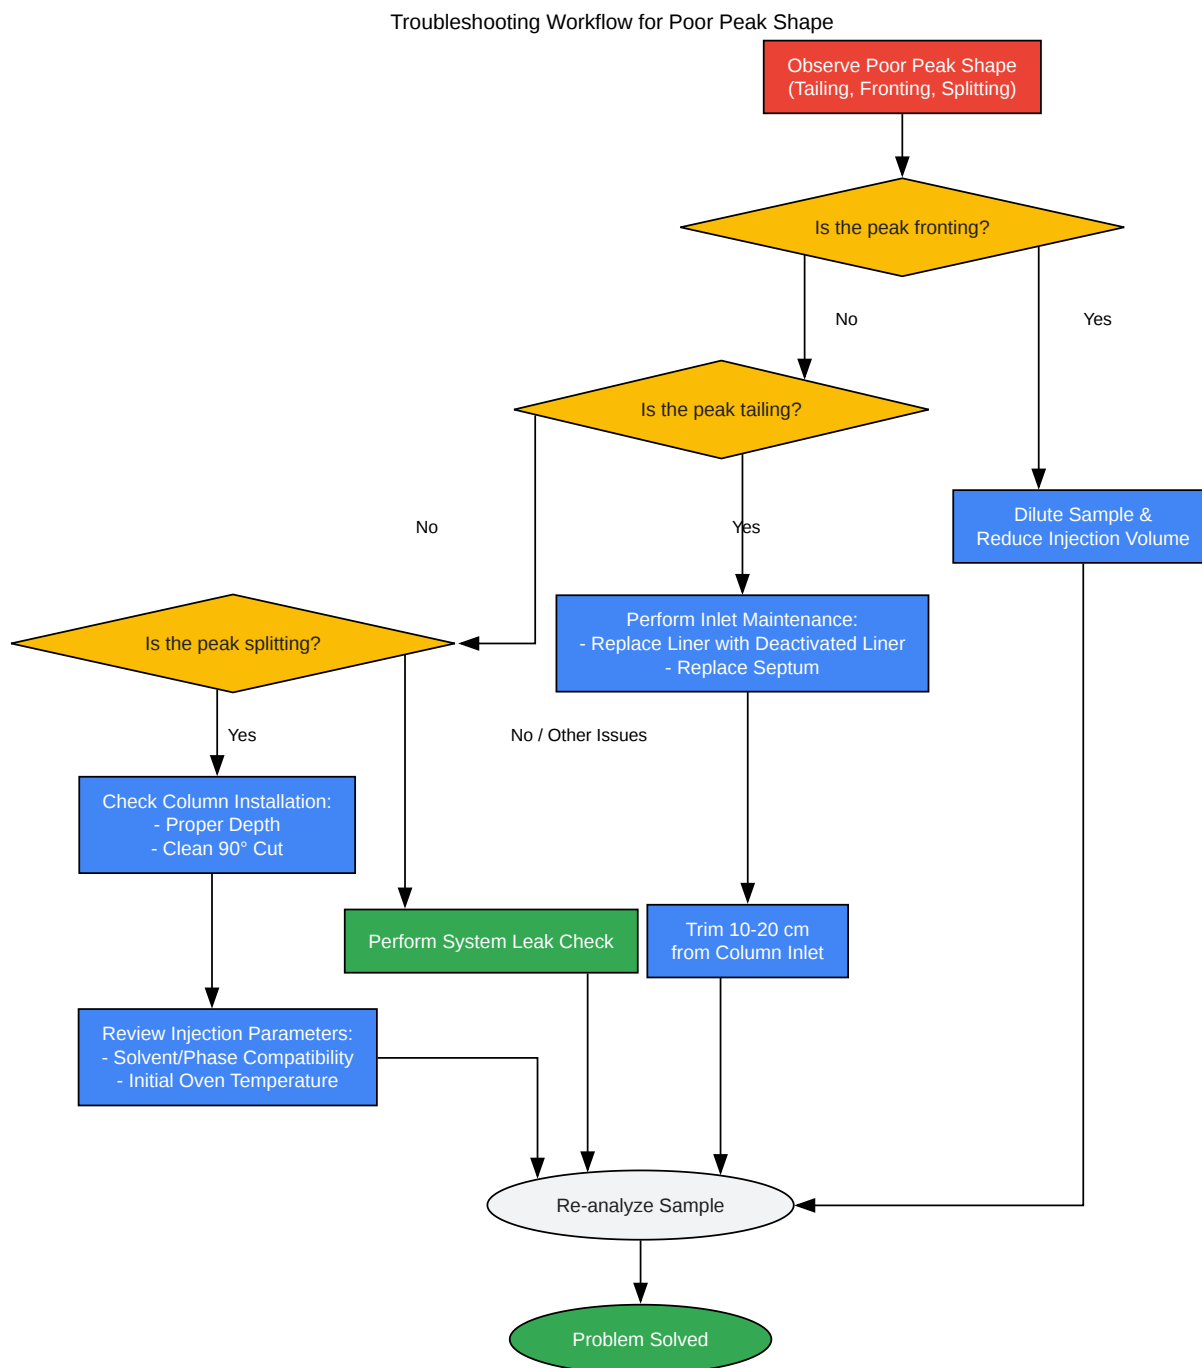 Troubleshooting Workflow for Poor Peak Shape
Observe Poor Peak Shape
(Tailing, Fronting, Splitting)
Is the peak fronting?
No
Yes
Is the peak tailing?
No
Yes
Dilute Sample &
Reduce Injection Volume
Is the peak splitting?
Perform Inlet Maintenance:
- Replace Liner with Deactivated Liner
- Replace Septum
Yes
No / Other Issues
Check Column Installation:
- Proper Depth
- Clean 90° Cut
Perform System Leak Check
Trim 10-20 cm
from Column Inlet
Review Injection Parameters:
- Solvent/Phase Compatibility
- Initial Oven Temperature
Re-analyze Sample
Problem Solved